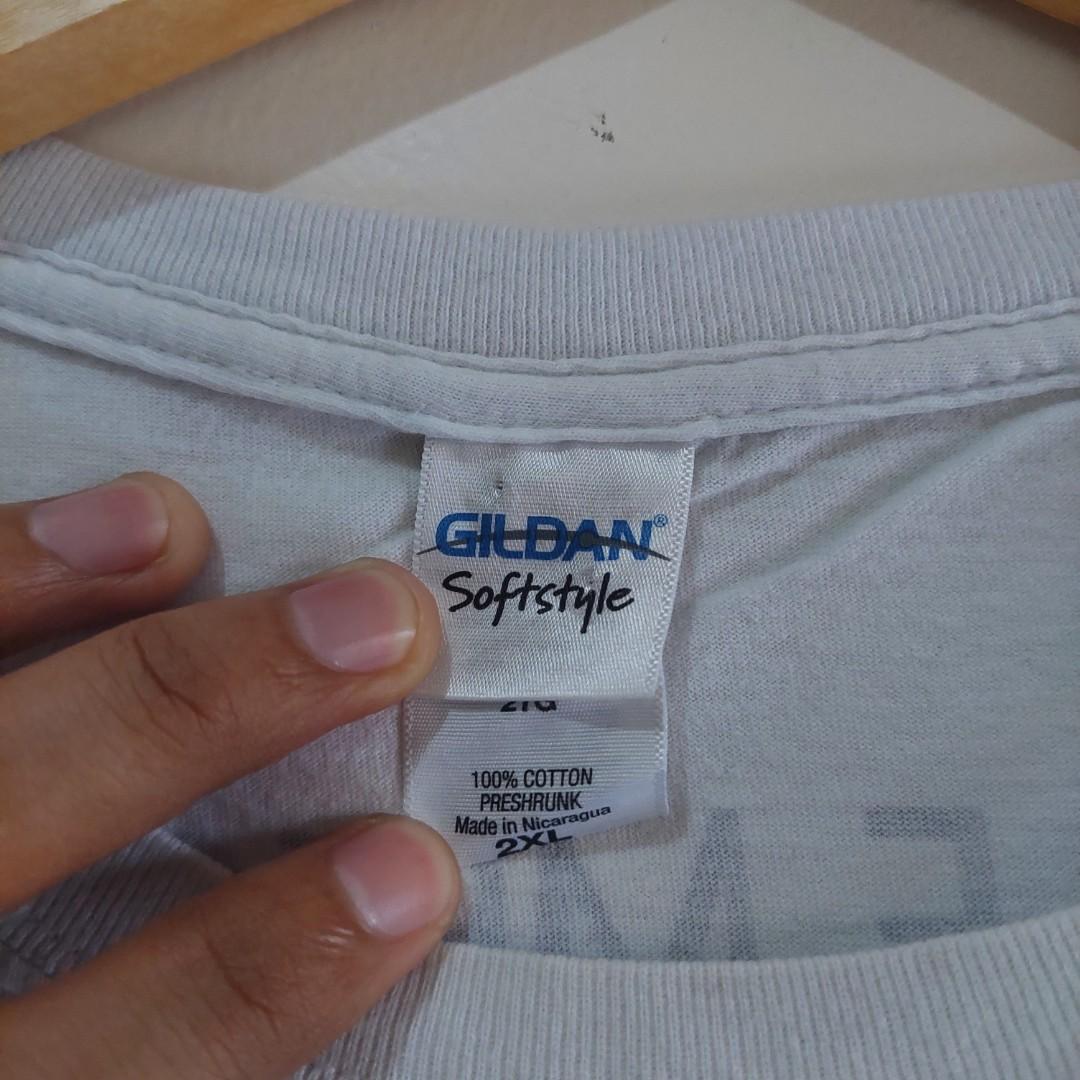 GILDAN®
Softstyle
100% COTTON
PRESHRUNK
Made in Nicaragua
2XL